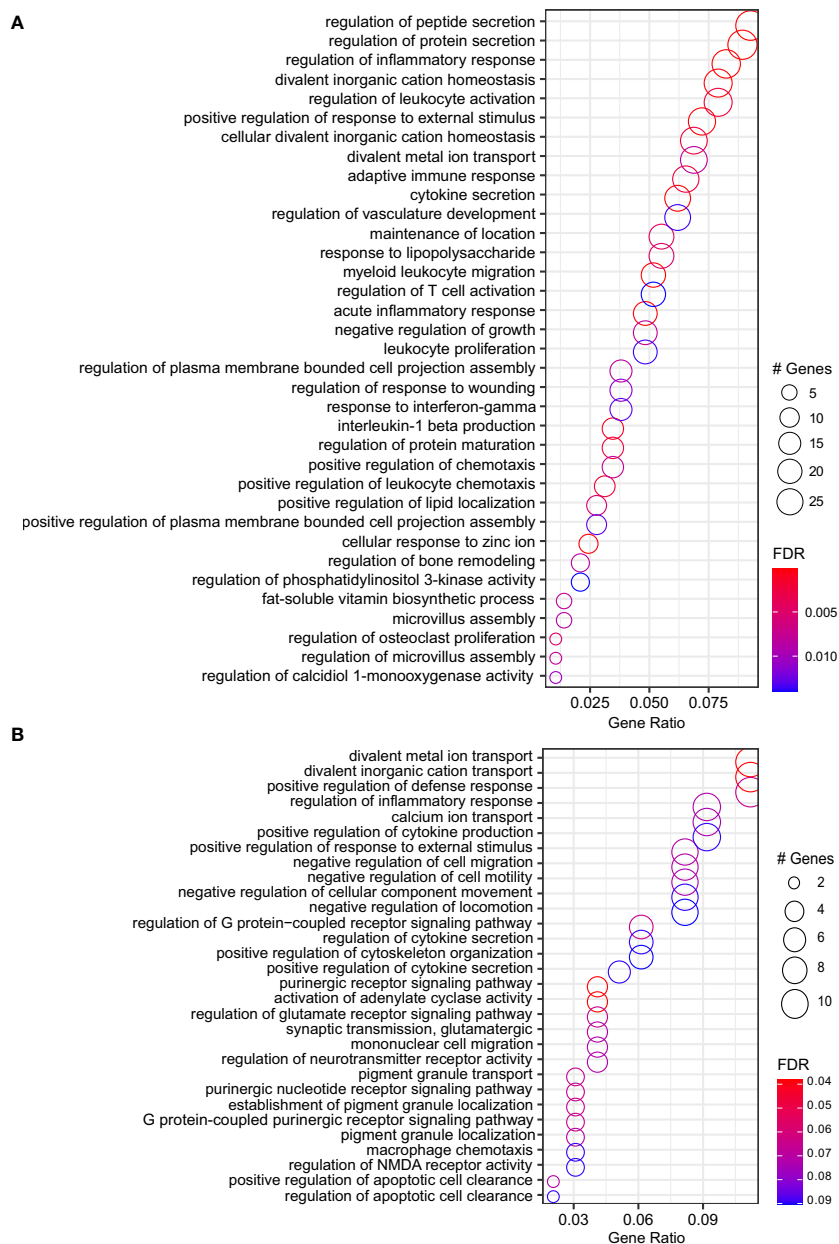 A
regulation of peptide secretion
regulation of protein secretion
regulation of inflammatory response
divalent inorganic cation homeostasis
regulation of leukocyte activation
positive regulation of response to external stimulus
cellular divalent inorganic cation homeostasis
divalent metal ion transport
adaptive immune response
cytokine secretion
regulation of vasculature development
maintenance of location
response to lipopolysaccharide
myeloid leukocyte migration
regulation of T cell activation
acute inflammatory response
negative regulation of growth
leukocyte proliferation
regulation of plasma membrane bounded cell projection assembly
regulation of response to wounding
response to interferon-gamma
interleukin-1 beta production
regulation of protein maturation
positive regulation of chemotaxis
positive regulation of leukocyte chemotaxis
positive regulation of lipid localization
positive regulation of plasma membrane bounded cell projection assembly
cellular response to zinc ion
regulation of bone remodeling
regulation of phosphatidylinositol 3-kinase activity
fat-soluble vitamin biosynthetic process
microvillus assembly
regulation of osteoclast proliferation
regulation of microvillus assembly
regulation of calcidiol 1-monooxygenase activity
0.025 0.050 0.075
Gene Ratio
# Genes
5
10
15
20
25
FDR
0.005
0.010
B
divalent metal ion transport
divalent inorganic cation transport
positive regulation of defense response
regulation of inflammatory response
calcium ion transport
positive regulation of cytokine production
positive regulation of response to external stimulus
negative regulation of cell migration
negative regulation of cell motility
negative regulation of cellular component movement
negative regulation of locomotion
regulation of G protein−coupled receptor signaling pathway
regulation of cytokine secretion
positive regulation of cytoskeleton organization
positive regulation of cytokine secretion
purinergic receptor signaling pathway
activation of adenylate cyclase activity
regulation of glutamate receptor signaling pathway
synaptic transmission, glutamatergic
mononuclear cell migration
regulation of neurotransmitter receptor activity
pigment granule transport
purinergic nucleotide receptor signaling pathway
establishment of pigment granule localization
G protein-coupled purinergic receptor signaling pathway
pigment granule localization
macrophage chemotaxis
regulation of NMDA receptor activity
positive regulation of apoptotic cell clearance
regulation of apoptotic cell clearance
0.03 0.06 0.09
Gene Ratio
# Genes
2
4
6
8
10
FDR
0.04
0.05
0.06
0.07
0.08
0.09